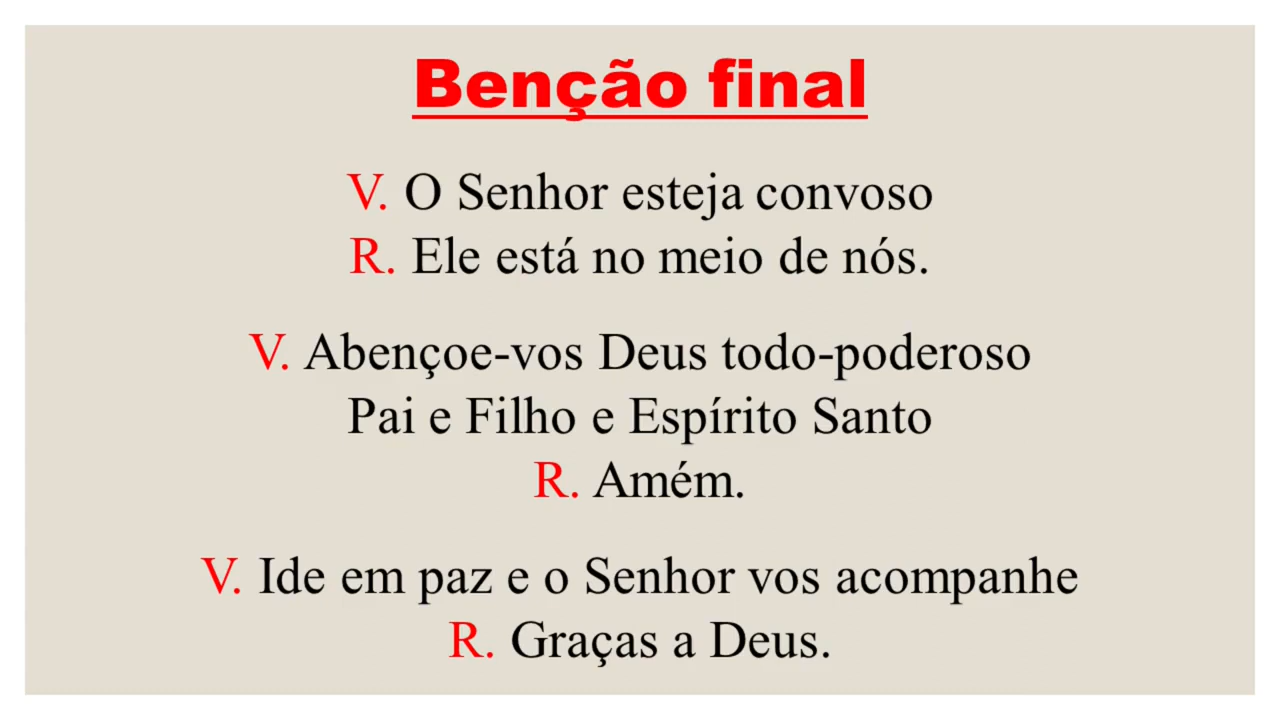 Benção final
V. O Senhor esteja convoso
R. Ele está no meio de nós.
V. Abençoe-vos Deus todo-poderoso
Pai e Filho e Espírito Santo
R. Amém.
V. Ide em paz e o Senhor vos acompanhe
R. Graças a Deus.